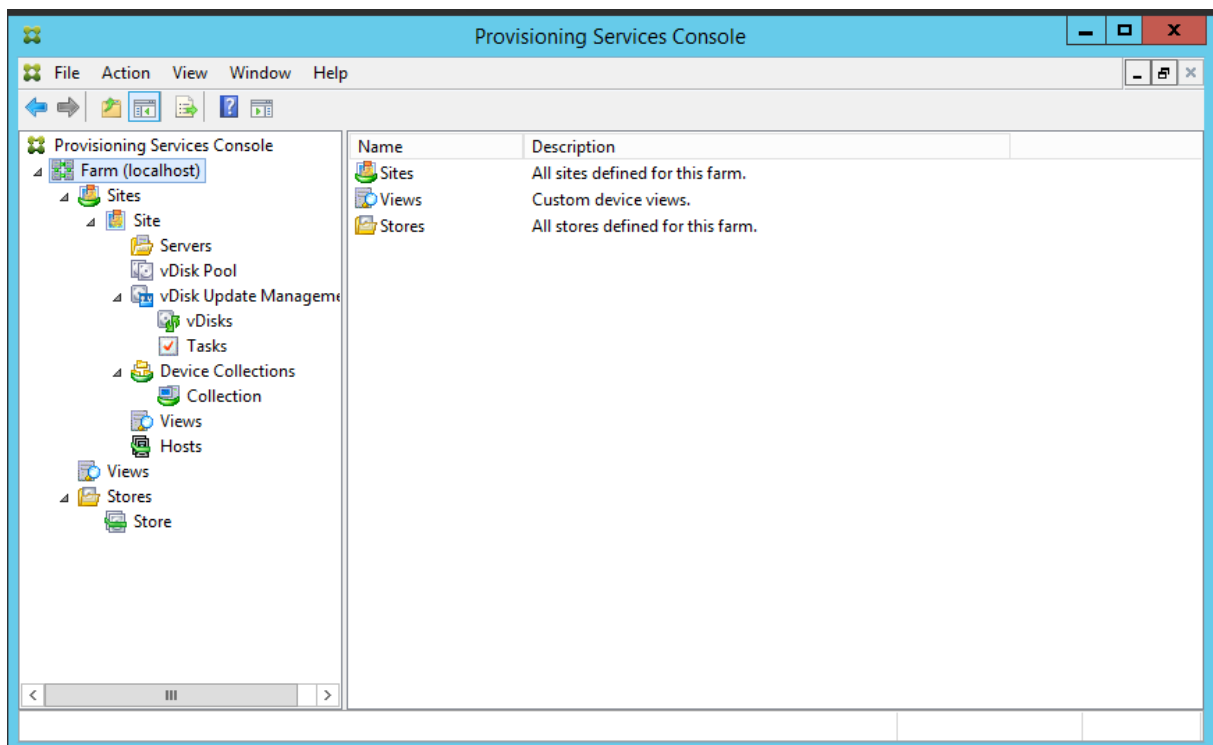 Provisioning Services Console
File Action View Window Help
Provisioning Services Console
Farm (localhost)
Sites
Site
Servers
vDisk Pool
vDisk Update Manageme
vDisks
Tasks
Device Collections
Collection
Views
Hosts
Views
Stores
Store
Name Description
Sites All sites defined for this farm.
Views Custom device views.
Stores All stores defined for this farm.